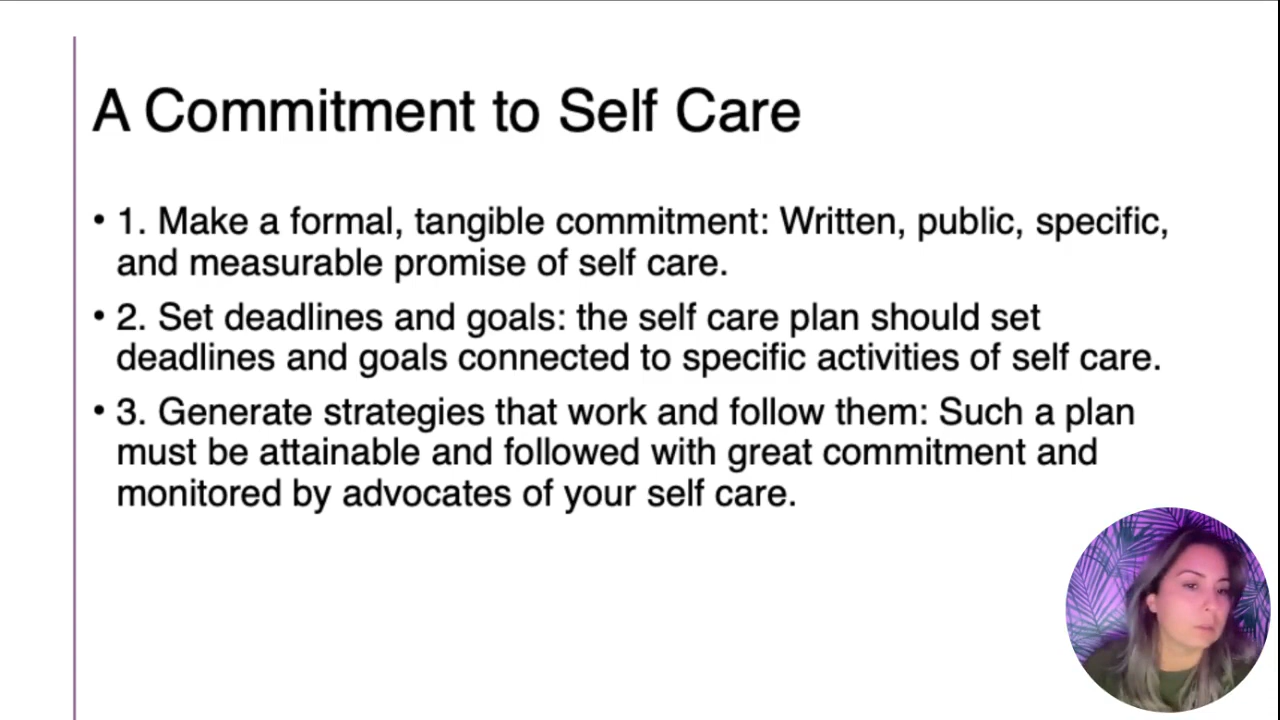 A Commitment to Self Care
• 1. Make a formal, tangible commitment: Written, public, specific,
and measurable promise of self care.
• 2. Set deadlines and goals: the self care plan should set
deadlines and goals connected to specific activities of self care.
• 3. Generate strategies that work and follow them: Such a plan
must be attainable and followed with great commitment and
monitored by advocates of your self care.